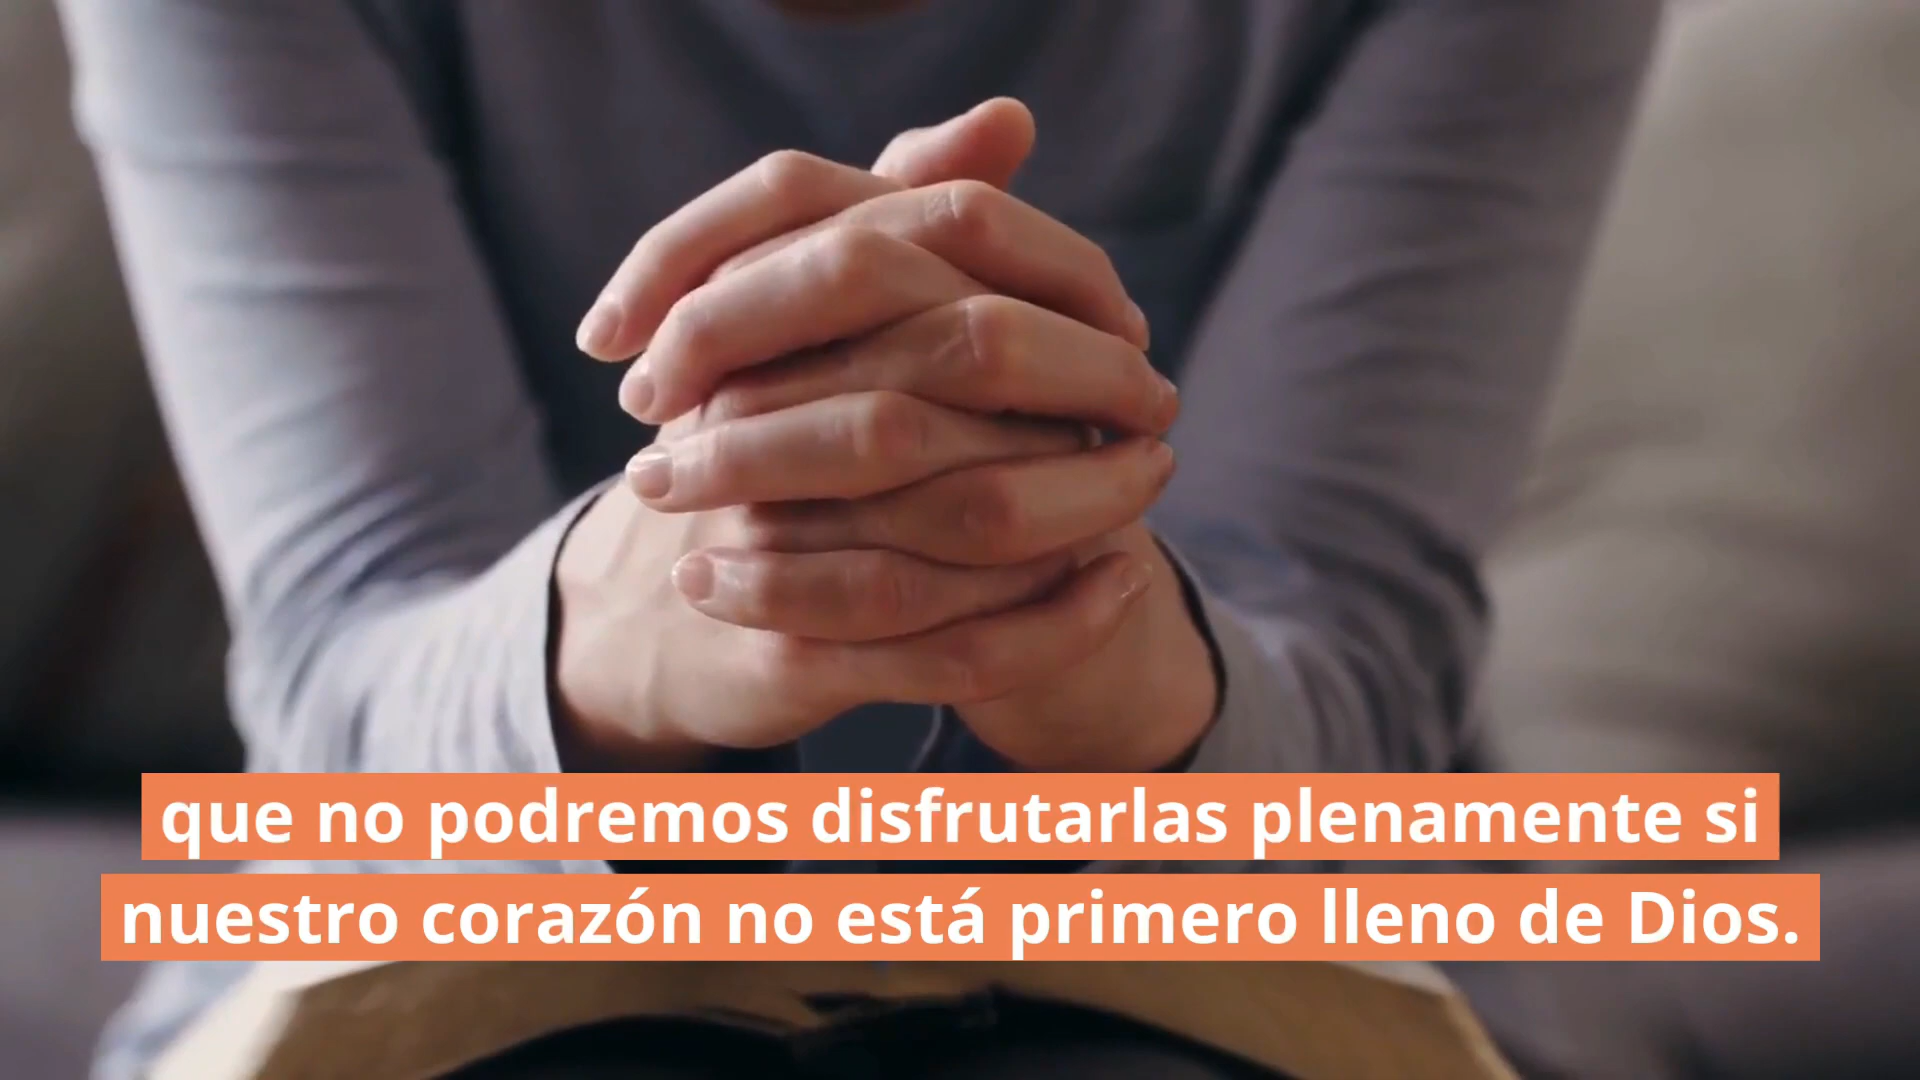 que no podremos disfrutarlas plenamente si
nuestro corazón no está primero lleno de Dios.